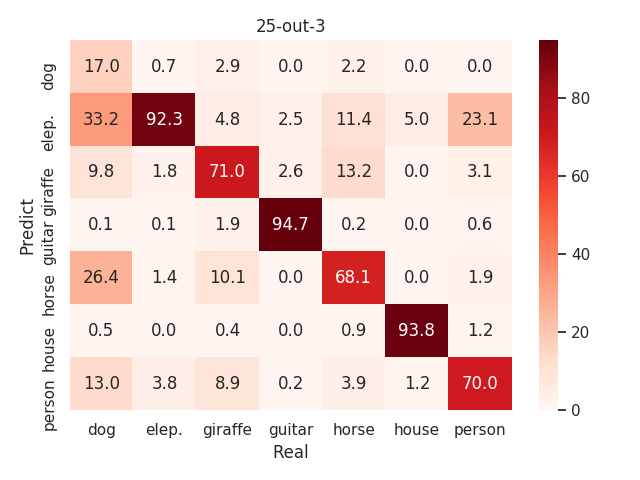 25-out-3
dog 17.0 0.7 2.9 0.0 2.2 0.0 0.0
elep. 33.2 92.3 4.8 2.5 11.4 5.0 23.1
giraffe 9.8 1.8 71.0 2.6 13.2 0.0 3.1
guitar 0.1 0.1 1.9 94.7 0.2 0.0 0.6
horse 26.4 1.4 10.1 0.0 68.1 0.0 1.9
house 0.5 0.0 0.4 0.0 0.9 93.8 1.2
person 13.0 3.8 8.9 0.2 3.9 1.2 70.0
dog elep. giraffe guitar horse house person
Real
Predict
80
60
40
20
0